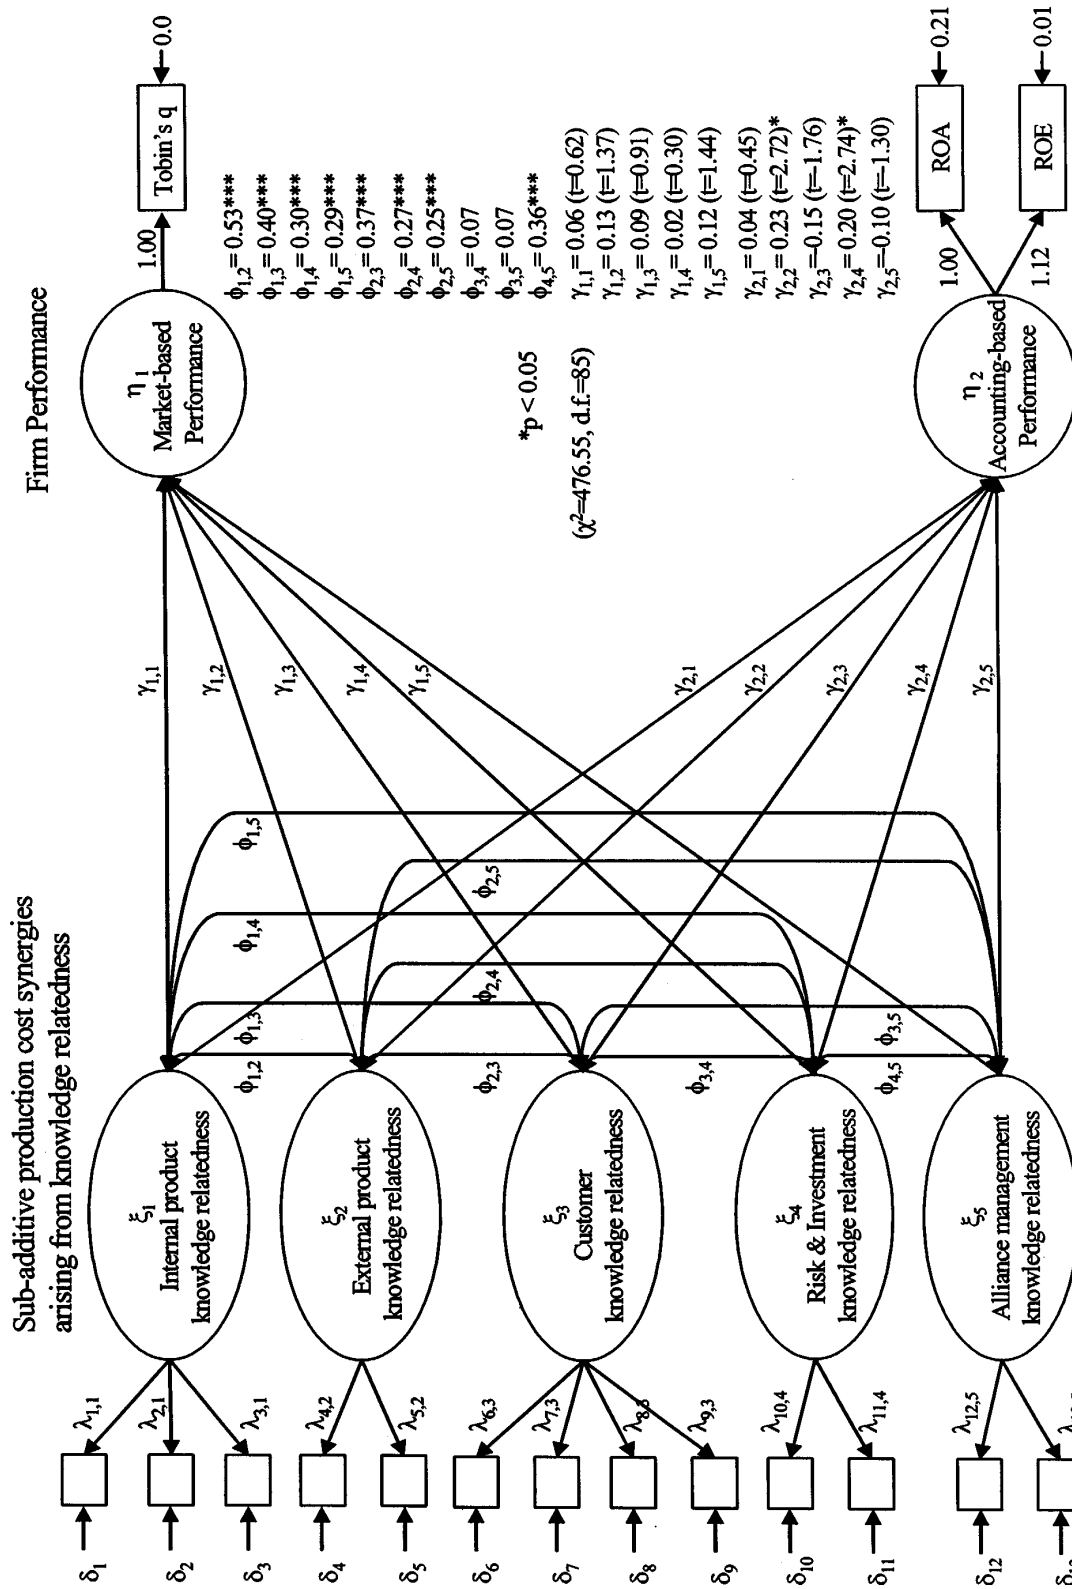 Sub-additive production cost synergies
arising from knowledge relatedness
Firm Performance
δ₁
δ₂
δ₃
δ₄
δ₅
δ₆
δ₇
δ₈
δ₉
δ₁₀
δ₁₁
δ₁₂
λ₁,₁
λ₂,₁
λ₃,₁
λ₄,₂
λ₅,₂
λ₆,₃
λ₇,₃
λ₈,₃
λ₉,₃
λ₁₀,₄
λ₁₁,₄
λ₁₂,₅
ξ₁
Internal product
knowledge relatedness
ξ₂
External product
knowledge relatedness
ξ₃
Customer
knowledge relatedness
ξ₄
Risk & Investment
knowledge relatedness
ξ₅
Alliance management
knowledge relatedness
ϕ₁,₂
ϕ₁,₃
ϕ₁,₄
ϕ₁,₅
ϕ₂,₃
ϕ₂,₄
ϕ₂,₅
ϕ₃,₄
ϕ₃,₅
ϕ₄,₅
γ₁,₁
γ₁,₂
γ₁,₃
γ₁,₄
γ₁,₅
γ₂,₁
γ₂,₂
γ₂,₃
γ₂,₄
γ₂,₅
η₁
Market-based
Performance
1.00
Tobin's q
0.0
ϕ₁,₂= 0.53***
ϕ₁,₃= 0.40***
ϕ₁,₄= 0.30***
ϕ₁,₅= 0.29***
ϕ₂,₃= 0.37***
ϕ₂,₄= 0.27***
ϕ₂,₅= 0.25***
ϕ₃,₄= 0.07
ϕ₃,₅= 0.07
ϕ₄,₅= 0.36***
γ₁,₁= 0.06 (t=0.62)
γ₁,₂= 0.13 (t=1.37)
γ₁,₃= 0.09 (t=0.91)
γ₁,₄= 0.02 (t=0.30)
γ₁,₅= 0.12 (t=1.44)
γ₂,₁= 0.04 (t=0.45)
γ₂,₂= 0.23 (t=2.72)*
γ₂,₃=-0.15 (t=-1.76)
γ₂,₄= 0.20 (t=2.74)*
γ₂,₅=-0.10 (t=-1.30)
*p < 0.05
(χ²=476.55, d.f.=85)
η₂
Accounting-based
Performance
1.00
1.12
ROA
0.21
ROE
0.01